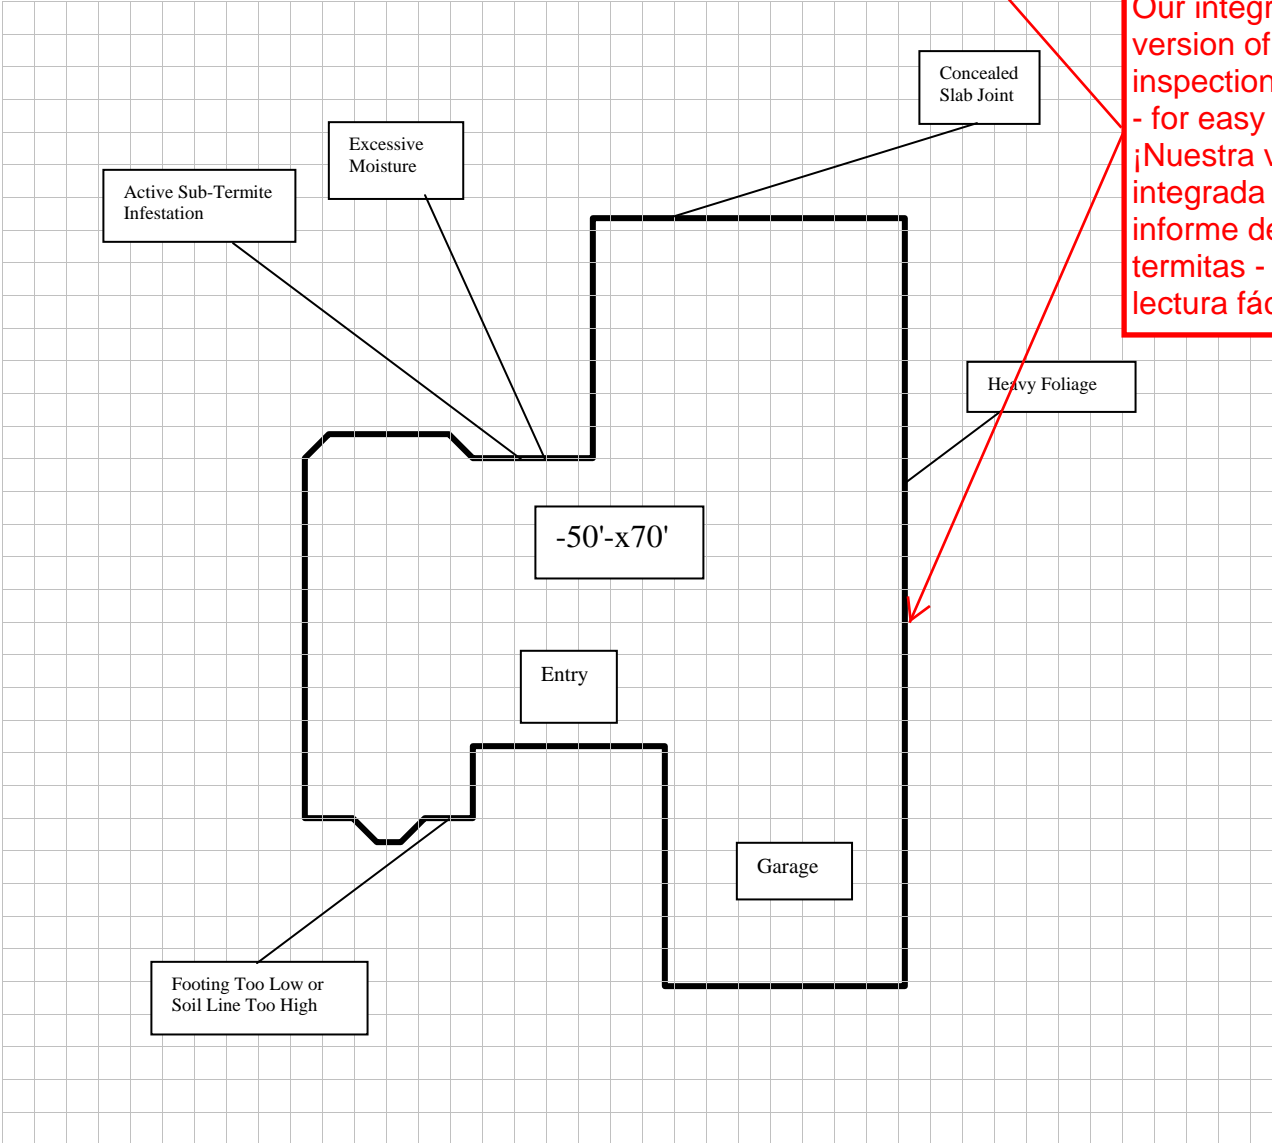 Our integr
version of
inspection
- for easy
¡Nuestra v
integrada
informe de
termitas -
lectura fác
Concealed
Slab Joint
Excessive
Moisture
Active Sub-Termite
Infestation
Heavy Foliage
-50'-x70'
Entry
Garage
Footing Too Low or
Soil Line Too High